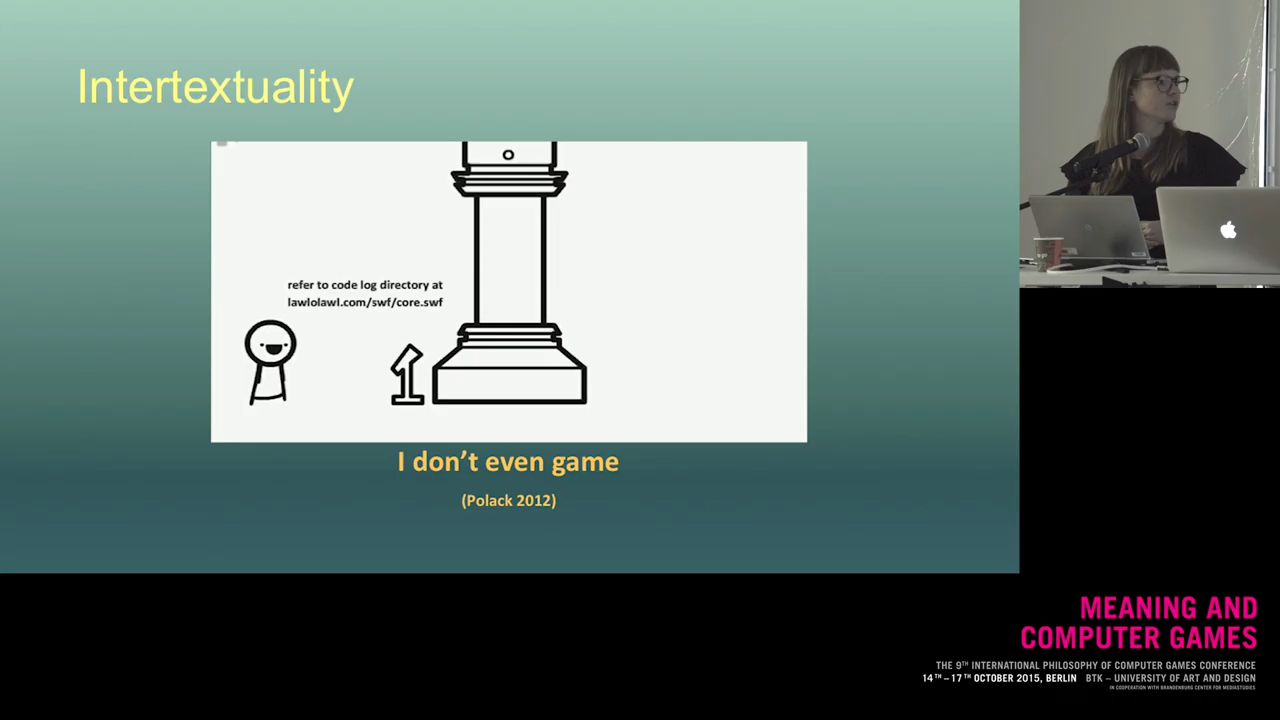 Intertextuality
refer to code log directory at
lawlolawl.com/swf/core.swf
1
I don't even game
(Polack 2012)
MEANING AND
COMPUTER GAMES
THE 9TH INTERNATIONAL PHILOSOPHY OF COMPUTER GAMES CONFERENCE
14TH – 17TH OCTOBER 2015, BERLIN BTK – UNIVERSITY OF ART AND DESIGN
IN COOPERATION WITH BRANDENBURG CENTER FOR MEDIASTUDIES